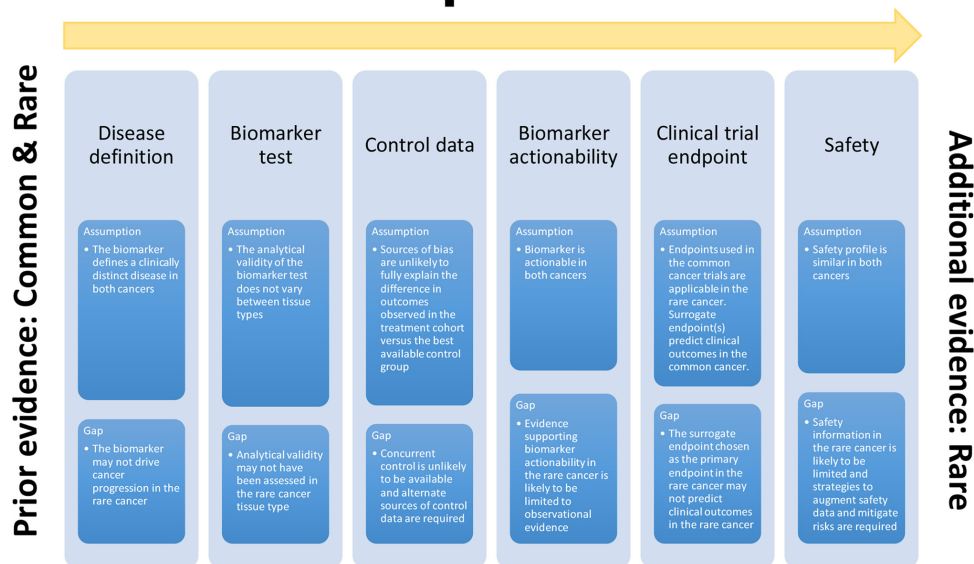 Prior evidence: Common & Rare
Disease
definition
Assumption
• The biomarker
defines a clinically
distinct disease in
both cancers
Gap
• The biomarker
may not drive
cancer
progression in the
rare cancer
Biomarker
test
Assumption
• The analytical
validity of the
biomarker test
does not vary
between tissue
types
Gap
• Analytical validity
may not have
been assessed in
the rare cancer
tissue type
Control data
Assumption
• Sources of bias
are unlikely to
fully explain the
difference in
outcomes
observed in the
treatment cohort
versus the best
available control
group
Gap
• Concurrent
control is unlikely
to be available
and alternate
sources of control
data are required
Biomarker
actionability
Assumption
• Biomarker is
actionable in
both cancers
Gap
• Evidence
supporting
biomarker
actionability in
the rare cancer is
likely to be
limited to
observational
evidence
Clinical trial
endpoint
Assumption
• Endpoints used in
the common
cancer trials are
applicable in the
rare cancer.
Surrogate
endpoint(s)
predict clinical
outcomes in the
common cancer.
Gap
• The surrogate
endpoint chosen
as the primary
endpoint in the
rare cancer may
not predict
clinical outcomes
in the rare cancer
Safety
Assumption
• Safety profile is
similar in both
cancers
Gap
• Safety
information in
the rare cancer is
likely to be
limited and
strategies to
augment safety
data and mitigate
risks are required
Additional evidence: Rare